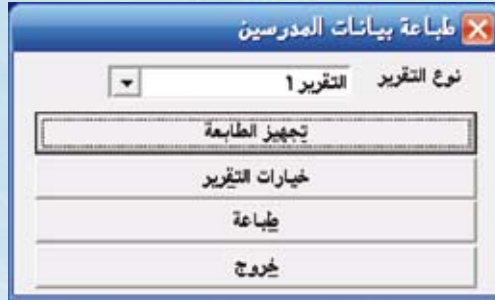 طباعة بيانات المدرسين
نوع التقرير التقرير 1
تجهيز الطابعة
خيارات التقرير
طباعة
خروج